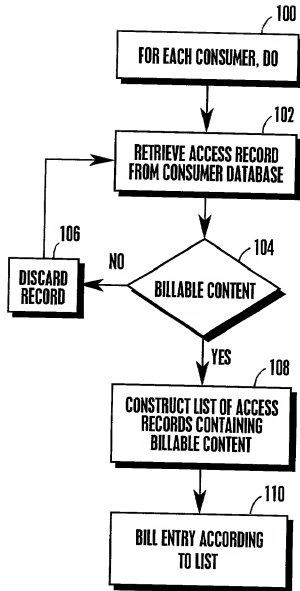 100
FOR EACH CONSUMER, DO
102
RETRIEVE ACCESS RECORD
FROM CONSUMER DATABASE
106
104
NO
DISCARD
RECORD
BILLABLE CONTENT
YES
108
CONSTRUCT LIST OF ACCESS
RECORDS CONTAINING
BILLABLE CONTENT
110
BILL ENTRY ACCORDING
TO LIST